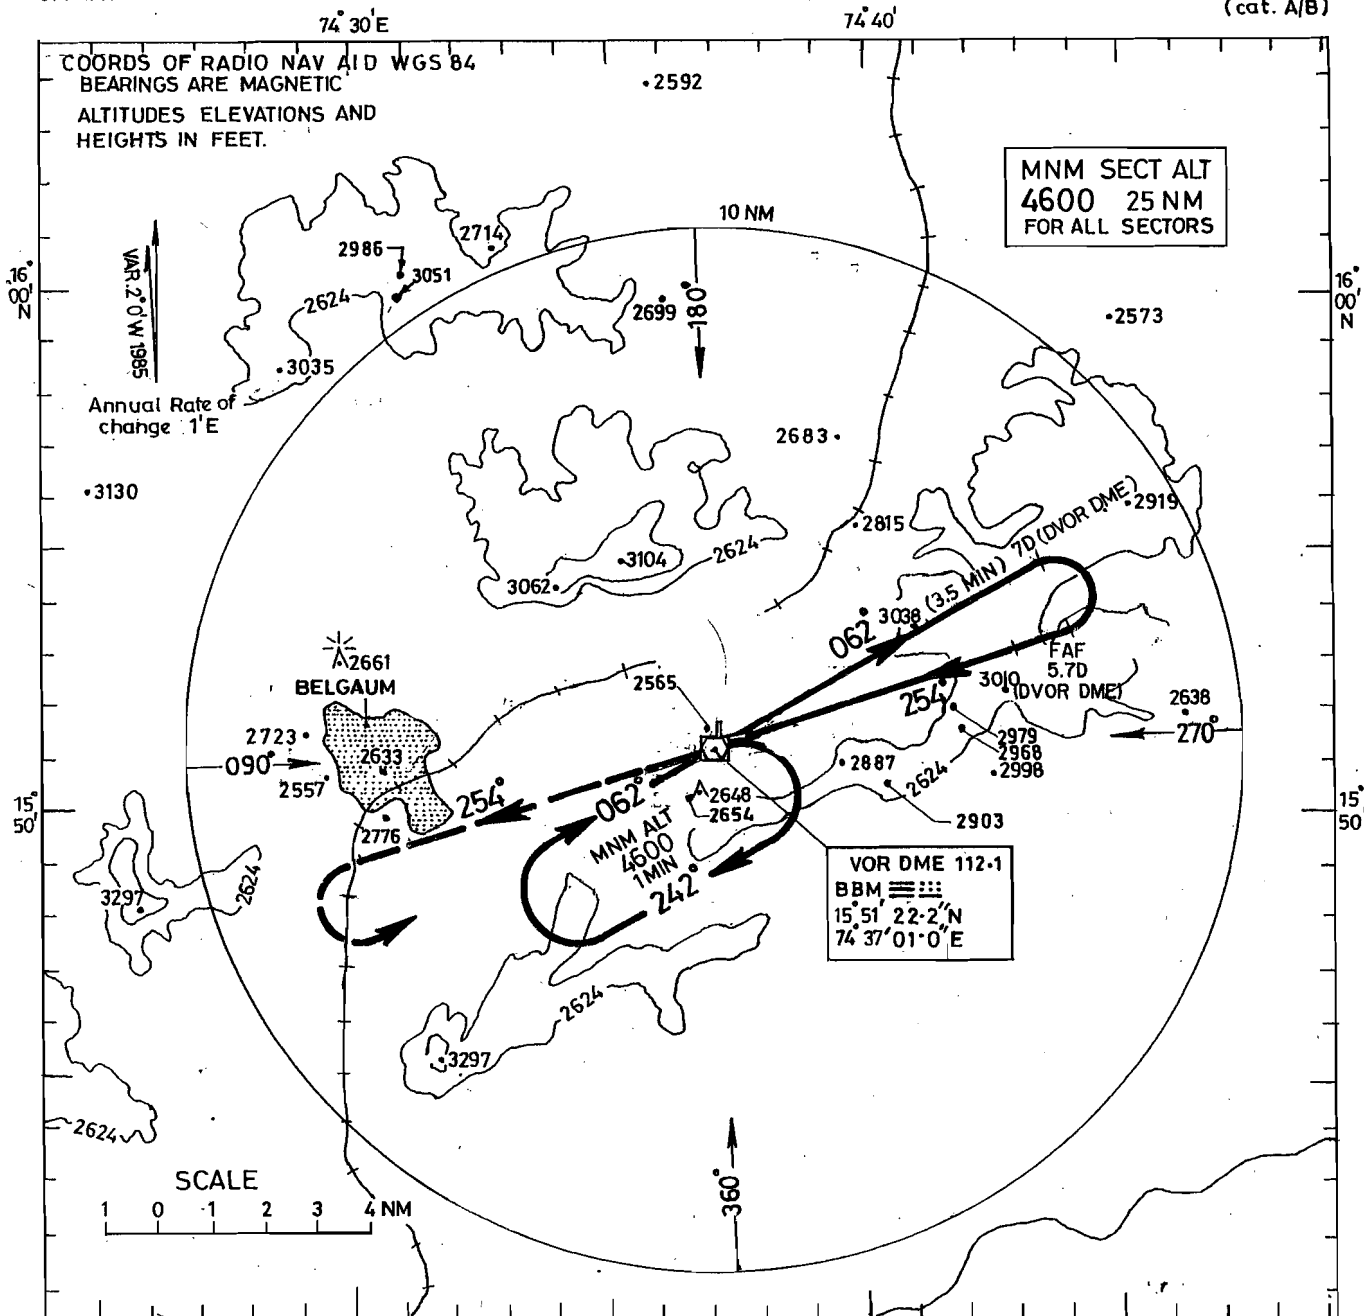 (cat. A/B)
74° 30'E
74° 40'
COORDS OF RADIO NAV AID WGS 84
BEARINGS ARE MAGNETIC
ALTITUDES ELEVATIONS AND
HEIGHTS IN FEET.
2592
MNM SECT ALT
4600 25 NM
FOR ALL SECTORS
10 NM
2714
2986
3051
VAR. 2°0'W 1985
16°
00'
N
2624
2699
180°
2573
16°
00'
N
3035
Annual Rate of
change 1'E
2683
3130
2919
2815
7D (DVOR DME)
2624
3104
3062
(3.5 MIN)
3038
062°
FAF
5.7D
(DVOR DME)
2661
BELGAUM
2565
3010
254°
2638
270°
2723
2979
2968
2998
090°
2633
2557
2887
2624
254°
062°
2648
2654
2903
15°
50'
15°
50'
2776
MNM ALT
4600
1MIN
242°
VOR DME 112.1
BBM
15° 51' 22.2"N
74° 37' 01.0"E
3297
2624
2624
3297
2624
SCALE
360°
1 0 1 2 3 4 NM